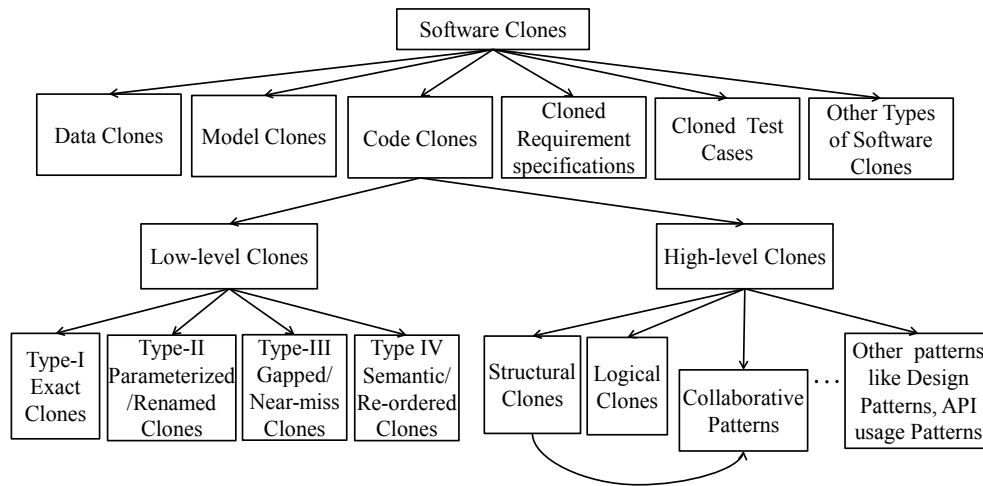 Software Clones
Data Clones
Model Clones
Code Clones
Cloned
Requirement
specifications
Cloned Test
Cases
Other Types
of Software
Clones
Low-level Clones
High-level Clones
Type-I
Exact
Clones
Type-II
Parameterized
/Renamed
Clones
Type-III
Gapped/
Near-miss
Clones
Type IV
Semantic/
Re-ordered
Clones
Structural
Clones
Logical
Clones
Collaborative
Patterns
...
Other patterns
like Design
Patterns, API
usage Patterns